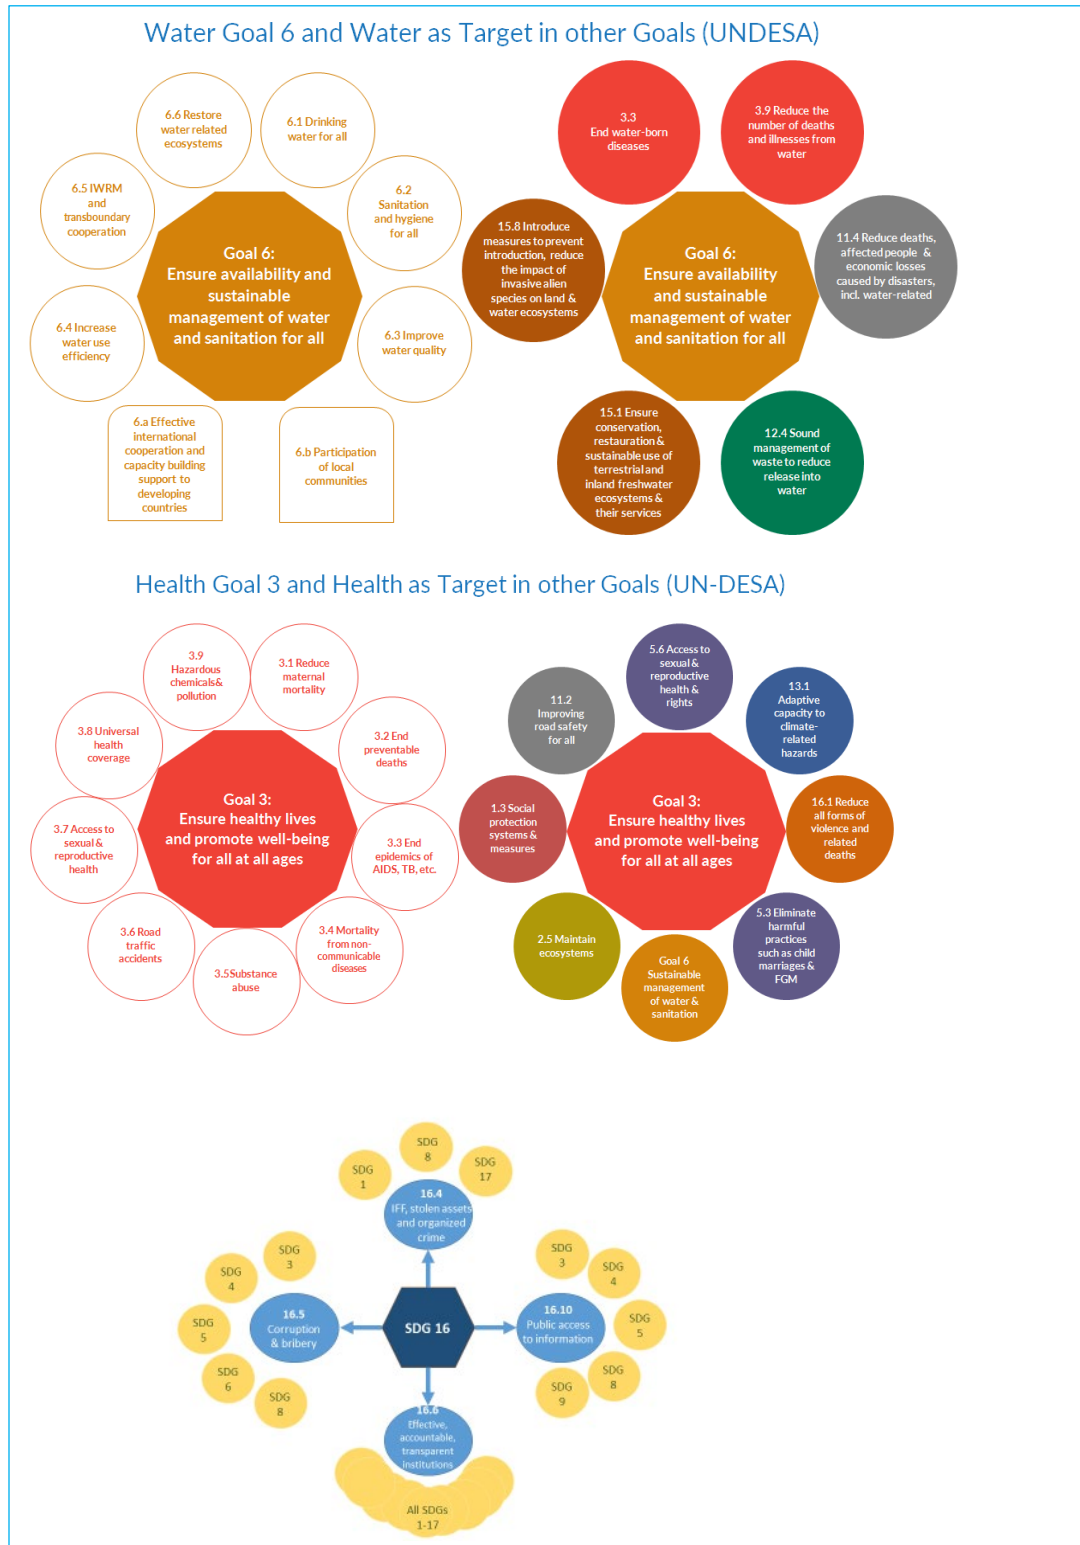 Water Goal 6 and Water as Target in other Goals (UNDESA)
6.6 Restore
water related
ecosystems
6.1 Drinking
water for all
6.5 IWRM
and
transboundary
cooperation
6.2
Sanitation
and hygiene
for all
Goal 6:
Ensure availability and
sustainable
management of water
and sanitation for all
6.4 Increase
water use
efficiency
6.3 Improve
water quality
6.a Effective
international
cooperation and
capacity building
support to
developing
countries
6.b Participation
of local
communities
3.3
End water-born
diseases
3.9 Reduce the
number of deaths
and illnesses from
water
15.8 Introduce
measures to prevent
introduction, reduce
the impact of
invasive alien
species on land &
water ecosystems
Goal 6:
Ensure availability
and sustainable
management of water
and sanitation for all
11.4 Reduce deaths,
affected people &
economic losses
caused by disasters,
incl. water-related
15.1 Ensure
conservation,
restauration &
sustainable use of
terrestrial and
inland freshwater
ecosystems &
their services
12.4 Sound
management of
waste to reduce
release into
water
Health Goal 3 and Health as Target in other Goals (UN-DESA)
3.9
Hazardous
chemicals&
pollution
3.1 Reduce
maternal
mortality
3.8 Universal
health
coverage
3.2 End
preventable
deaths
Goal 3:
Ensure healthy lives
and promote well-being
for all at all ages
3.7 Access to
sexual &
reproductive
health
3.3 End
epidemics of
AIDS, TB, etc.
3.6 Road
traffic
accidents
3.4 Mortality
from non-
communicable
diseases
3.5Substance
abuse
5.6 Access to
sexual &
reproductive
health &
rights
11.2
Improving
road safety
for all
13.1
Adaptive
capacity to
climate-
related
hazards
1.3 Social
protection
systems &
measures
Goal 3:
Ensure healthy lives
and promote well-being
for all at all ages
16.1 Reduce
all forms of
violence and
related
deaths
2.5 Maintain
ecosystems
5.3 Eliminate
harmful
practices
such as child
marriages &
FGM
Goal 6
Sustainable
management
of water &
sanitation
SDG
1
SDG
8
SDG
17
16.4
IFF, stolen assets
and organized
crime
SDG
3
SDG
4
SDG
5
SDG
6
SDG
8
16.5
Corruption
& bribery
SDG 16
16.10
Public access
to information
SDG
3
SDG
4
SDG
5
SDG
8
SDG
9
16.6
Effective,
accountable,
transparent
institutions
All SDGs
1-17